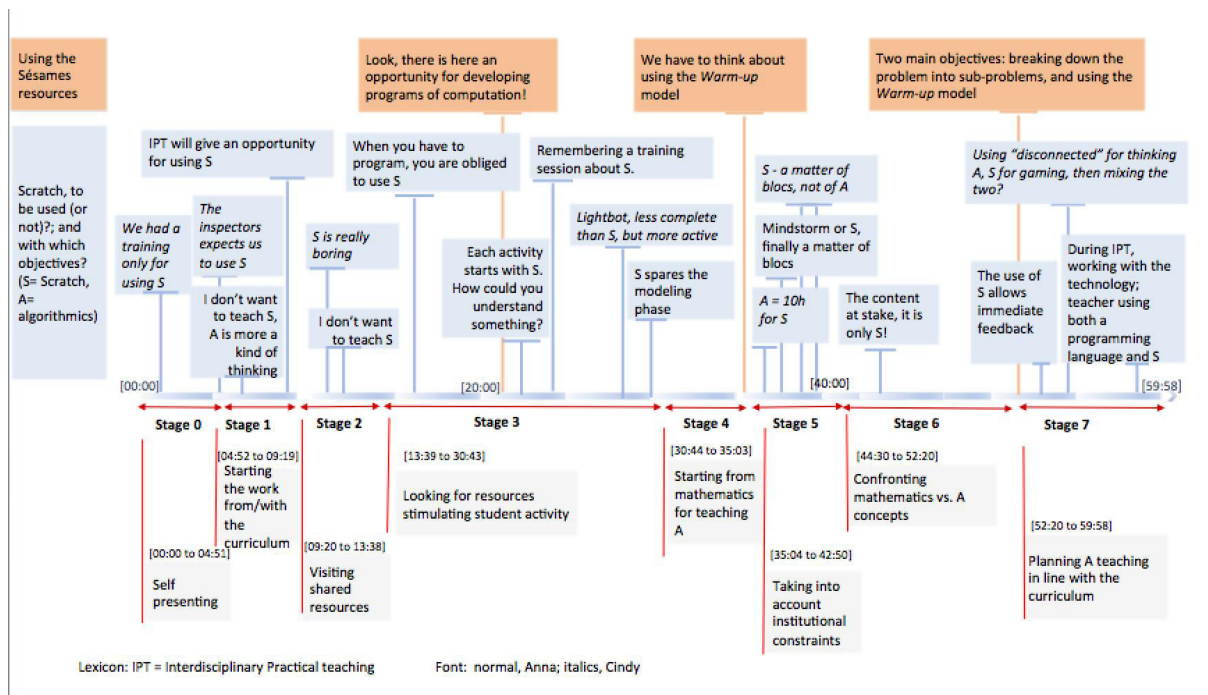 Using the
Sésames
resources
Look, there is here an
opportunity for developing
programs of computation!
We have to think about
using the Warm-up
model
Two main objectives: breaking down the
problem into sub-problems, and using the
Warm-up model
Scratch, to
be used (or
not)?; and
with which
objectives?
(S= Scratch,
A=
algorithmics)
IPT will give an opportunity
for using S
When you have to
program, you are obliged
to use S
Remembering a training
session about S.
S - a matter of
blocs, not of A
Using “disconnected” for thinking
A, S for gaming, then mixing the
two?
We had a
training
only for
using S
The
inspectors
expects us
to use S
S is really
boring
Lightbot, less complete
than S, but more active
Mindstorm or S,
finally a matter of
blocs
I don’t want
to teach S,
A is more a
kind of
thinking
I don’t want
to teach S
Each activity
starts with S.
How could you
understand
something?
S spares the
modeling
phase
A = 10h
for S
The content
at stake, it is
only S!
The use of
S allows
immediate
feedback
During IPT,
working with the
technology;
teacher using
both a
programming
language and S
[00:00]
[20:00]
[40:00]
[59:58]
Stage 0
Stage 1
Stage 2
Stage 3
Stage 4
Stage 5
Stage 6
Stage 7
[04:52 to 09:19]
Starting
the work
from/with
the
curriculum
[13:39 to 30:43]
Looking for resources
stimulating student activity
[30:44 to 35:03]
Starting from
mathematics
for teaching
A
[44:30 to 52:20]
Confronting
mathematics vs. A
concepts
[00:00 to 04:51]
Self
presenting
[09:20 to 13:38]
Visiting
shared
resources
[35:04 to 42:50]
Taking into
account
institutional
constraints
[52:20 to 59:58]
Planning A teaching
in line with the
curriculum
Lexicon: IPT = Interdisciplinary Practical teaching
Font: normal, Anna; italics, Cindy